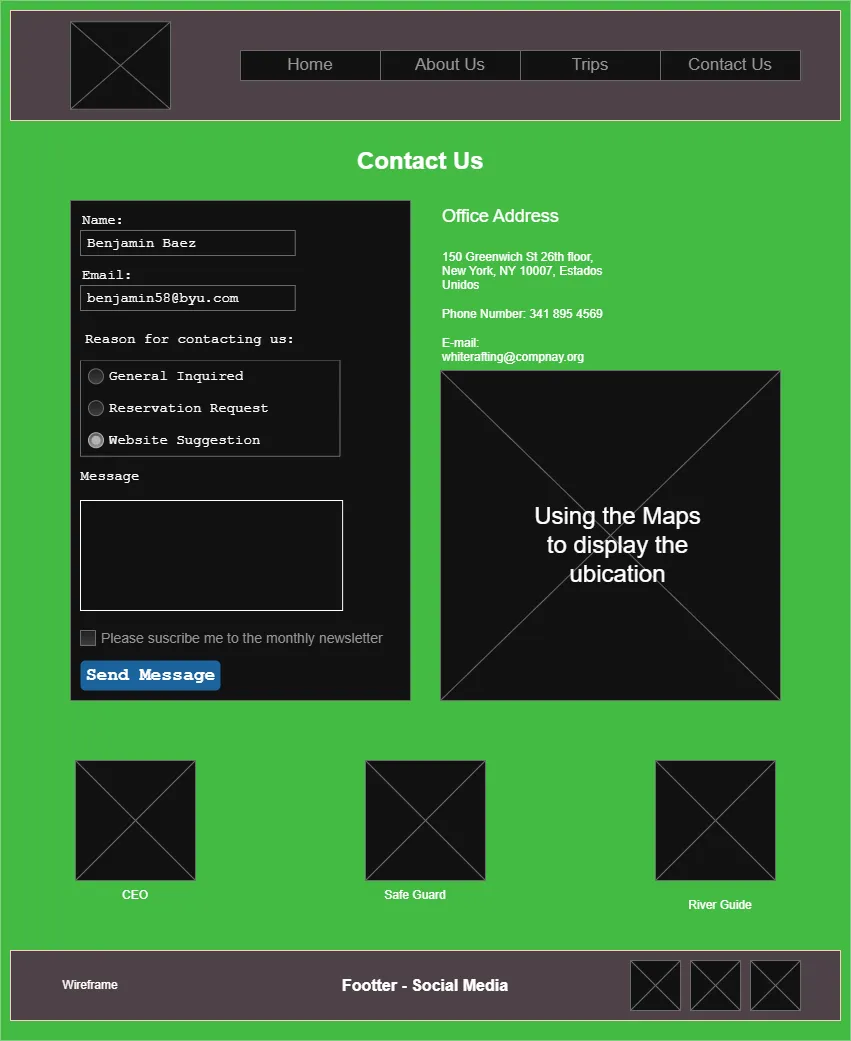 Home
About Us
Trips
Contact Us
Contact Us
Name:
Benjamin Baez
Email:
benjamin58@byu.com
Reason for contacting us:
General Inquired
Reservation Request
Website Suggestion
Message
Please suscribe me to the monthly newsletter
Send Message
Office Address
150 Greenwich St 26th floor,
New York, NY 10007, Estados
Unidos
Phone Number: 341 895 4569
E-mail:
whiterafting@compnay.org
Using the Maps
to display the
ubication
CEO
Safe Guard
River Guide
Wireframe
Footter - Social Media